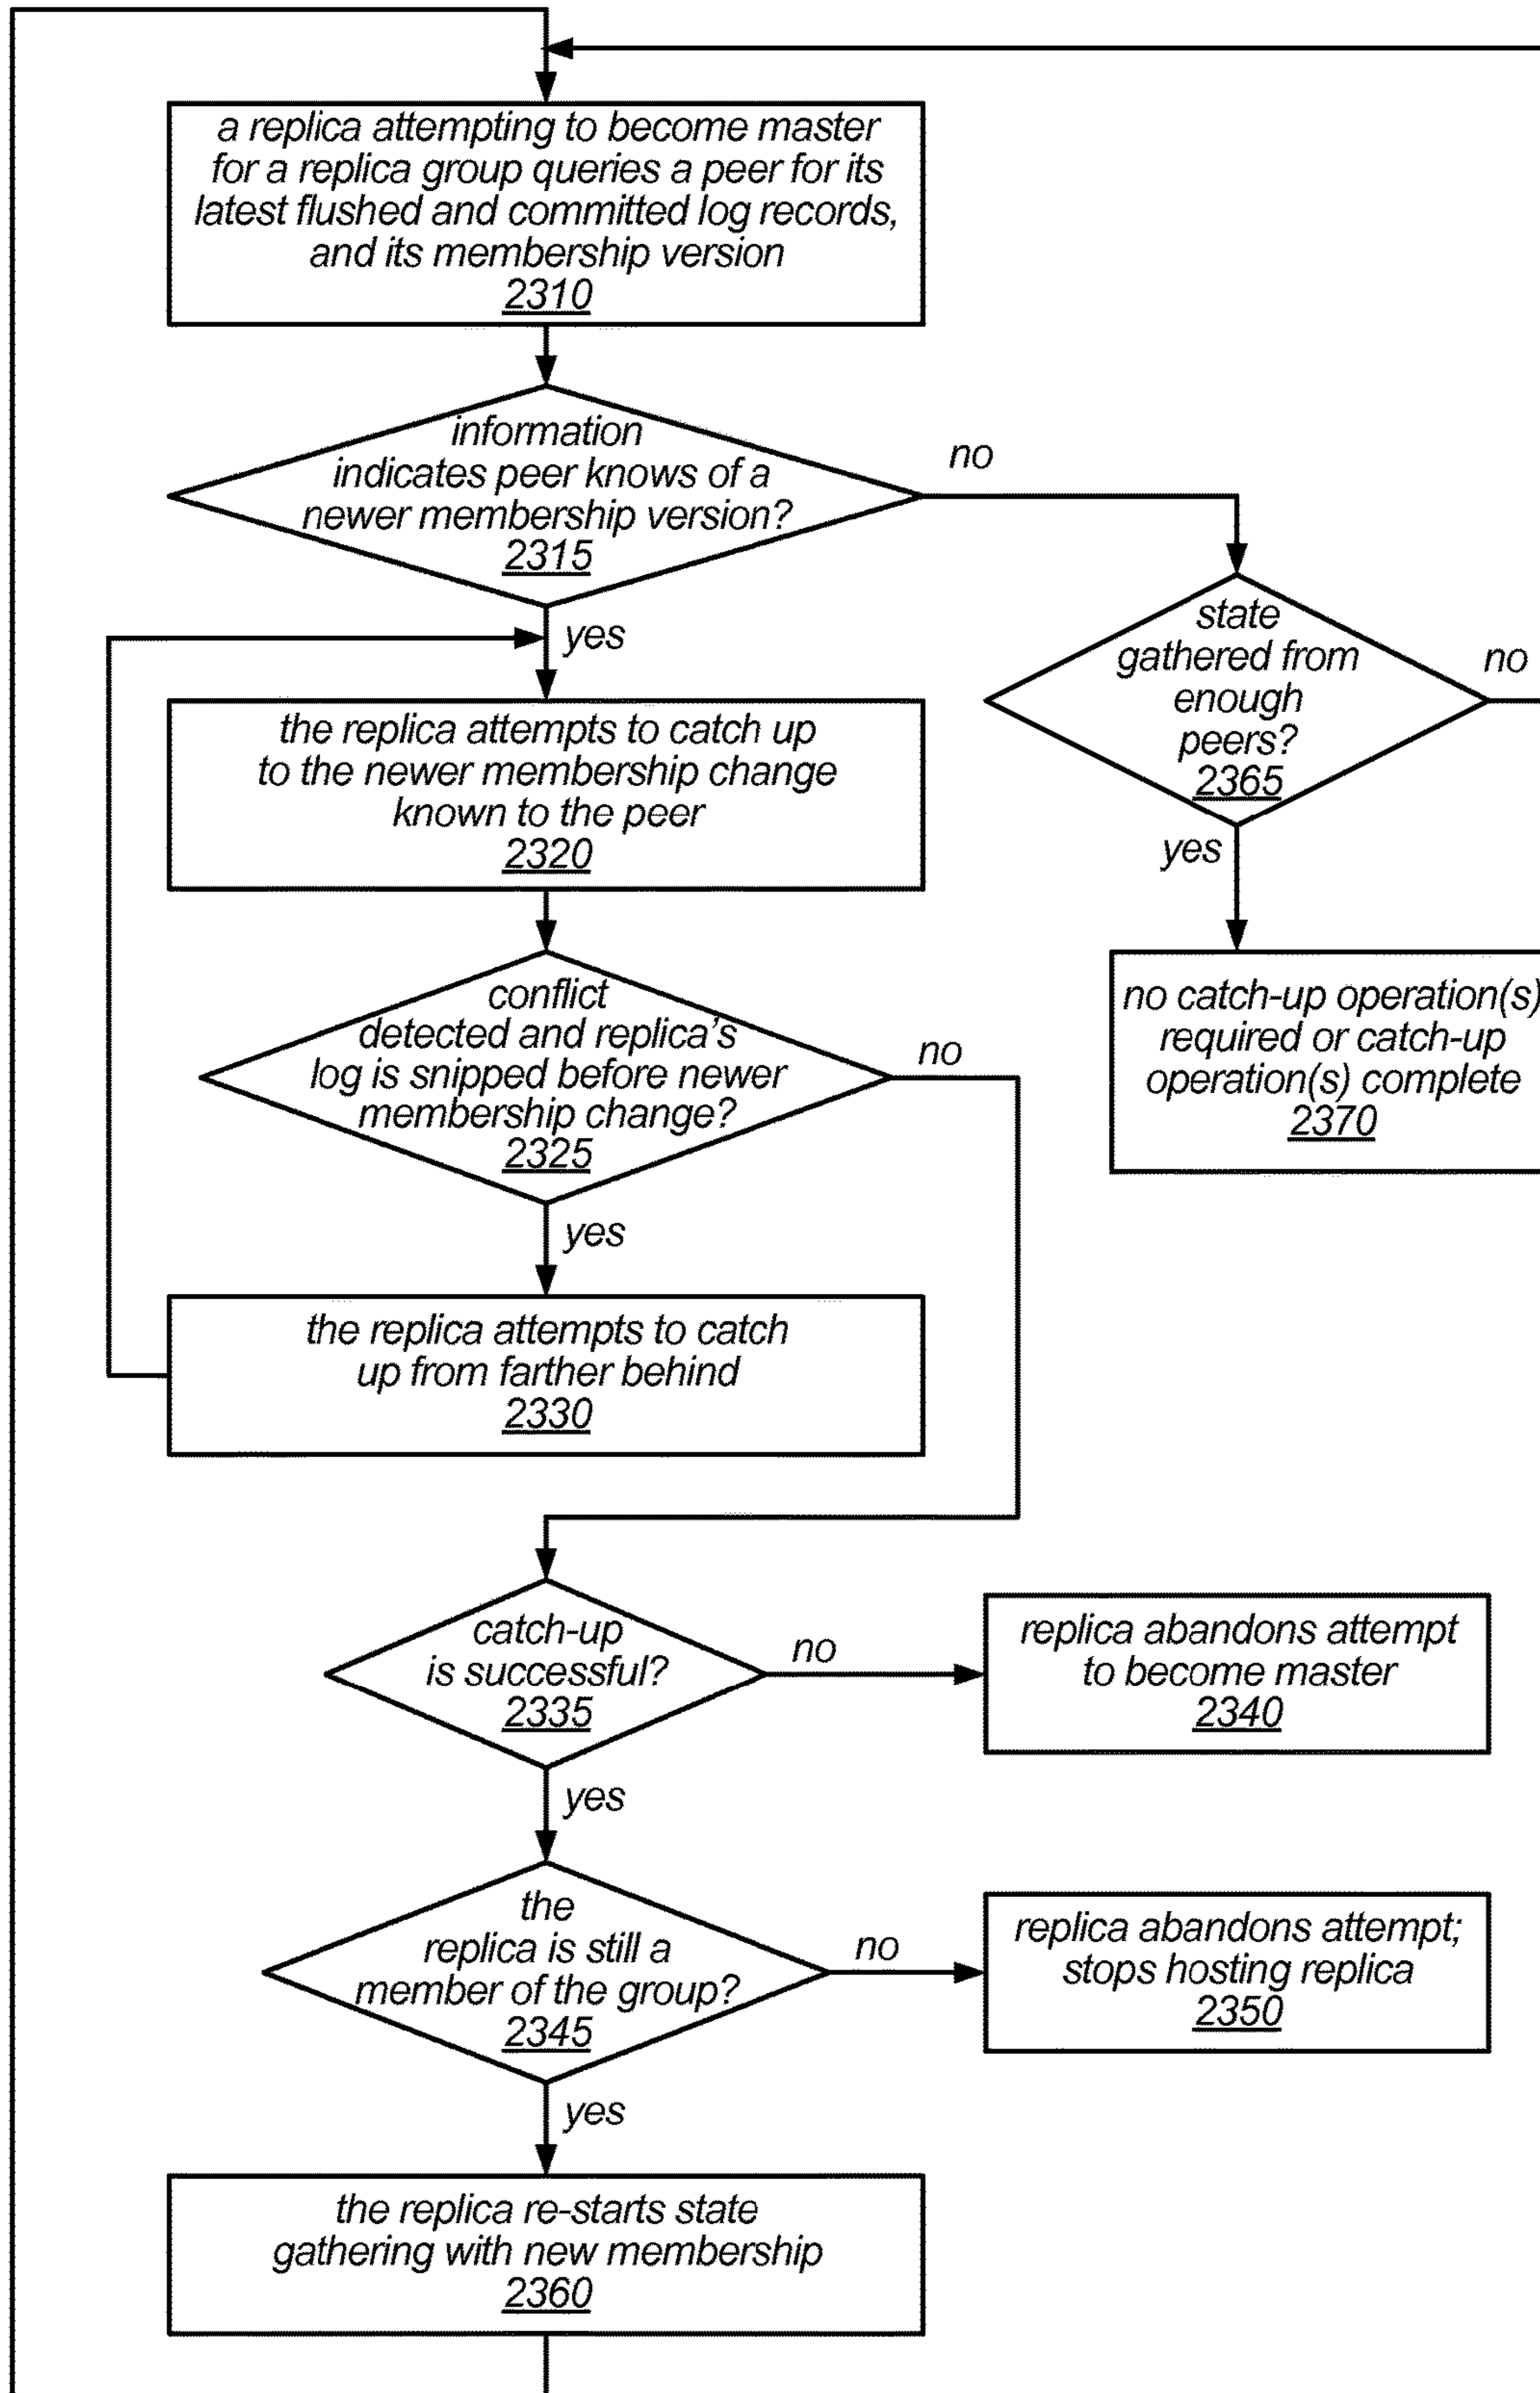 a replica attempting to become master
for a replica group queries a peer for its
latest flushed and committed log records,
and its membership version
2310
information
indicates peer knows of a
newer membership version?
2315
no
yes
state
gathered from
enough
peers?
2365
no
yes
the replica attempts to catch up
to the newer membership change
known to the peer
2320
conflict
detected and replica's
log is snipped before newer
membership change?
2325
no
yes
no catch-up operation(s)
required or catch-up
operation(s) complete
2370
the replica attempts to catch
up from farther behind
2330
catch-up
is successful?
2335
no
yes
replica abandons attempt
to become master
2340
the
replica is still a
member of the group?
2345
no
yes
replica abandons attempt;
stops hosting replica
2350
the replica re-starts state
gathering with new membership
2360